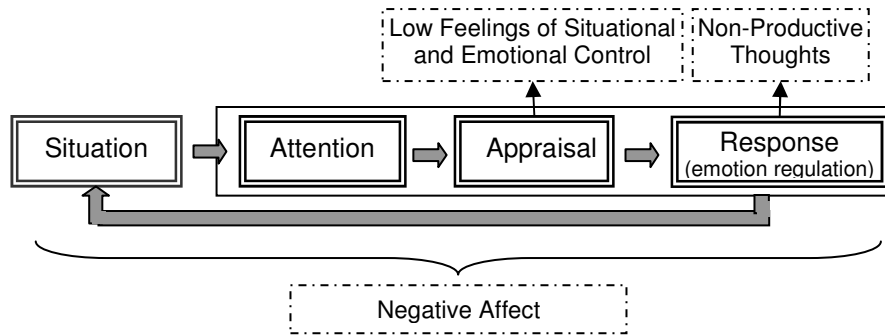 Low Feelings of Situational
and Emotional Control
Non-Productive
Thoughts
Situation
Attention
Appraisal
Response
(emotion regulation)
Negative Affect